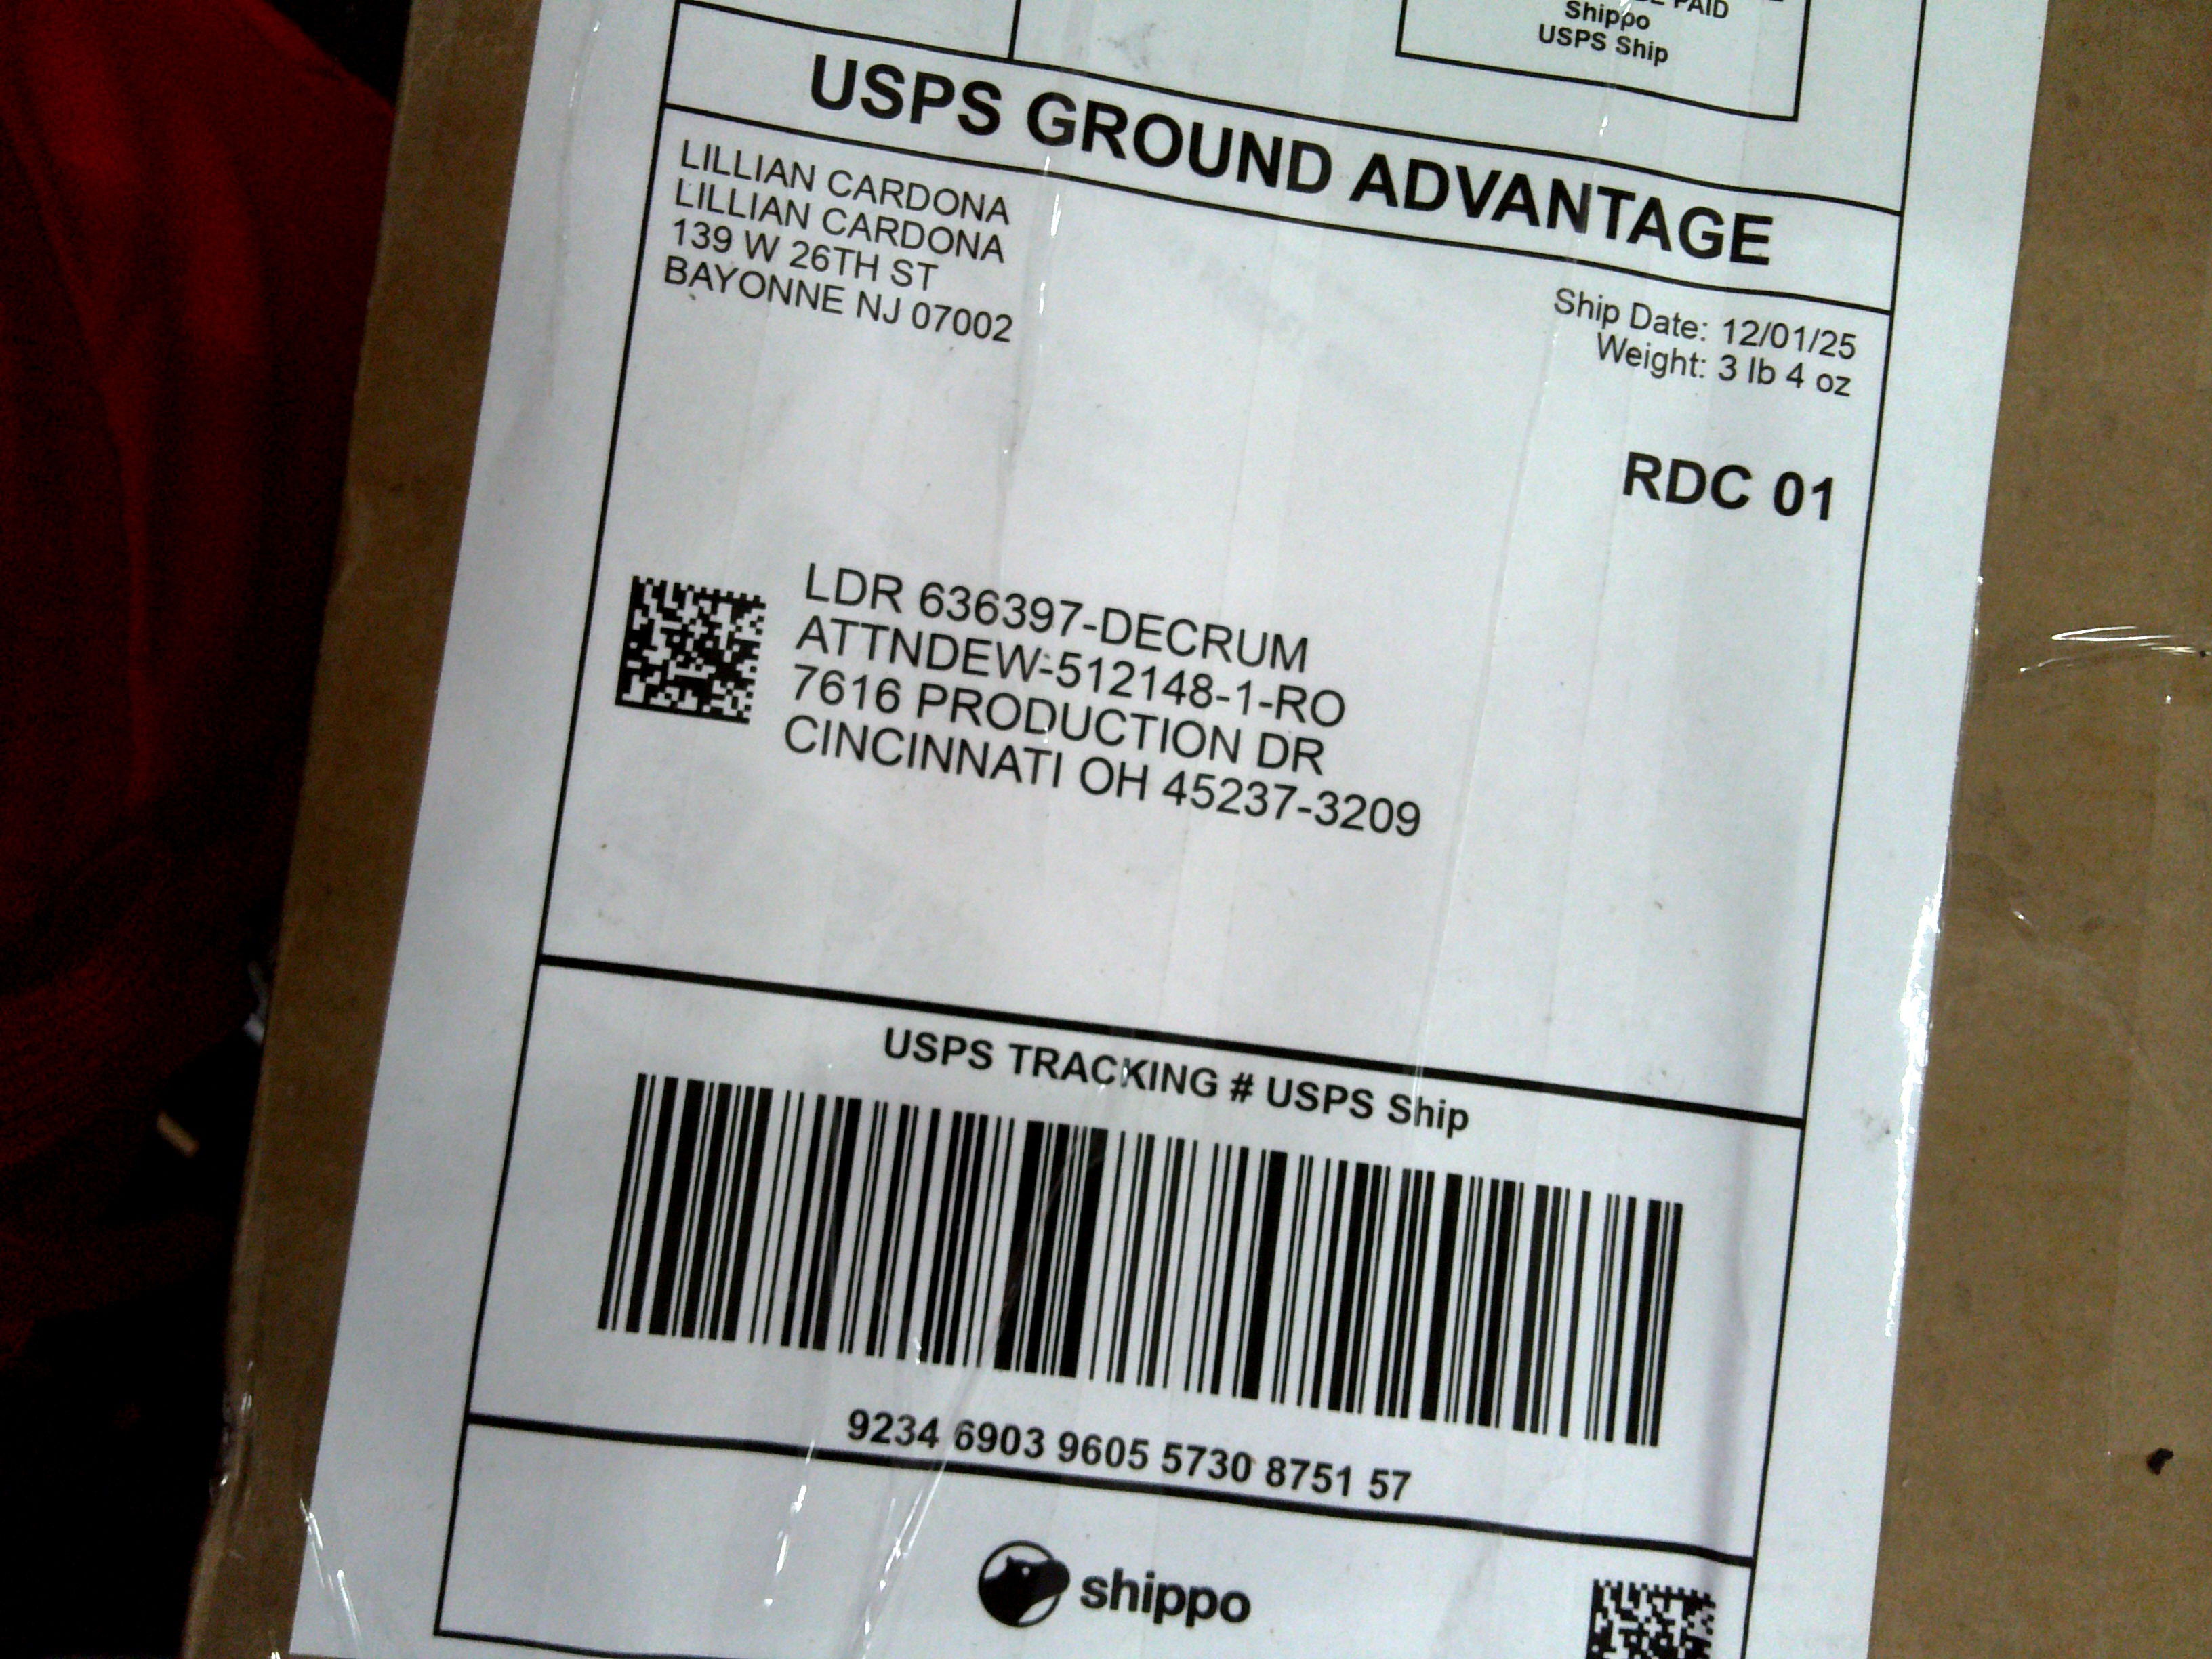 PAID
Shippo
USPS Ship
USPS GROUND ADVANTAGE
LILLIAN CARDONA
LILLIAN CARDONA
139 W 26TH ST
BAYONNE NJ 07002
Ship Date: 12/01/25
Weight: 3 lb 4 oz
RDC 01
LDR 636397-DECRUM
ATTNDEW-512148-1-RO
7616 PRODUCTION DR
CINCINNATI OH 45237-3209
USPS TRACKING # USPS Ship
9234 6903 9605 5730 8751 57
shippo